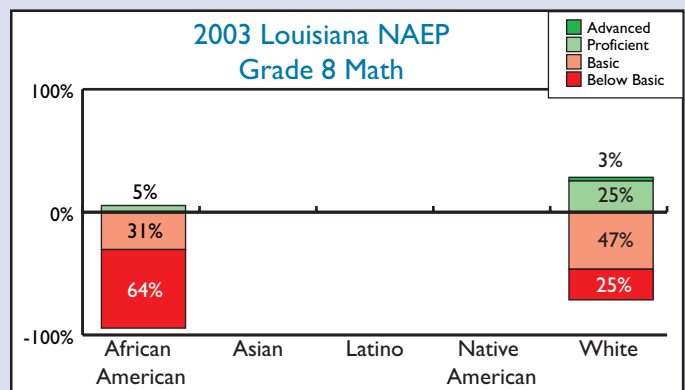 2003 Louisiana NAEP
Grade 8 Math
Advanced
Proficient
Basic
Below Basic
100%
0%
-100%
5%
31%
64%
3%
25%
47%
25%
African
American
Asian
Latino
Native
American
White